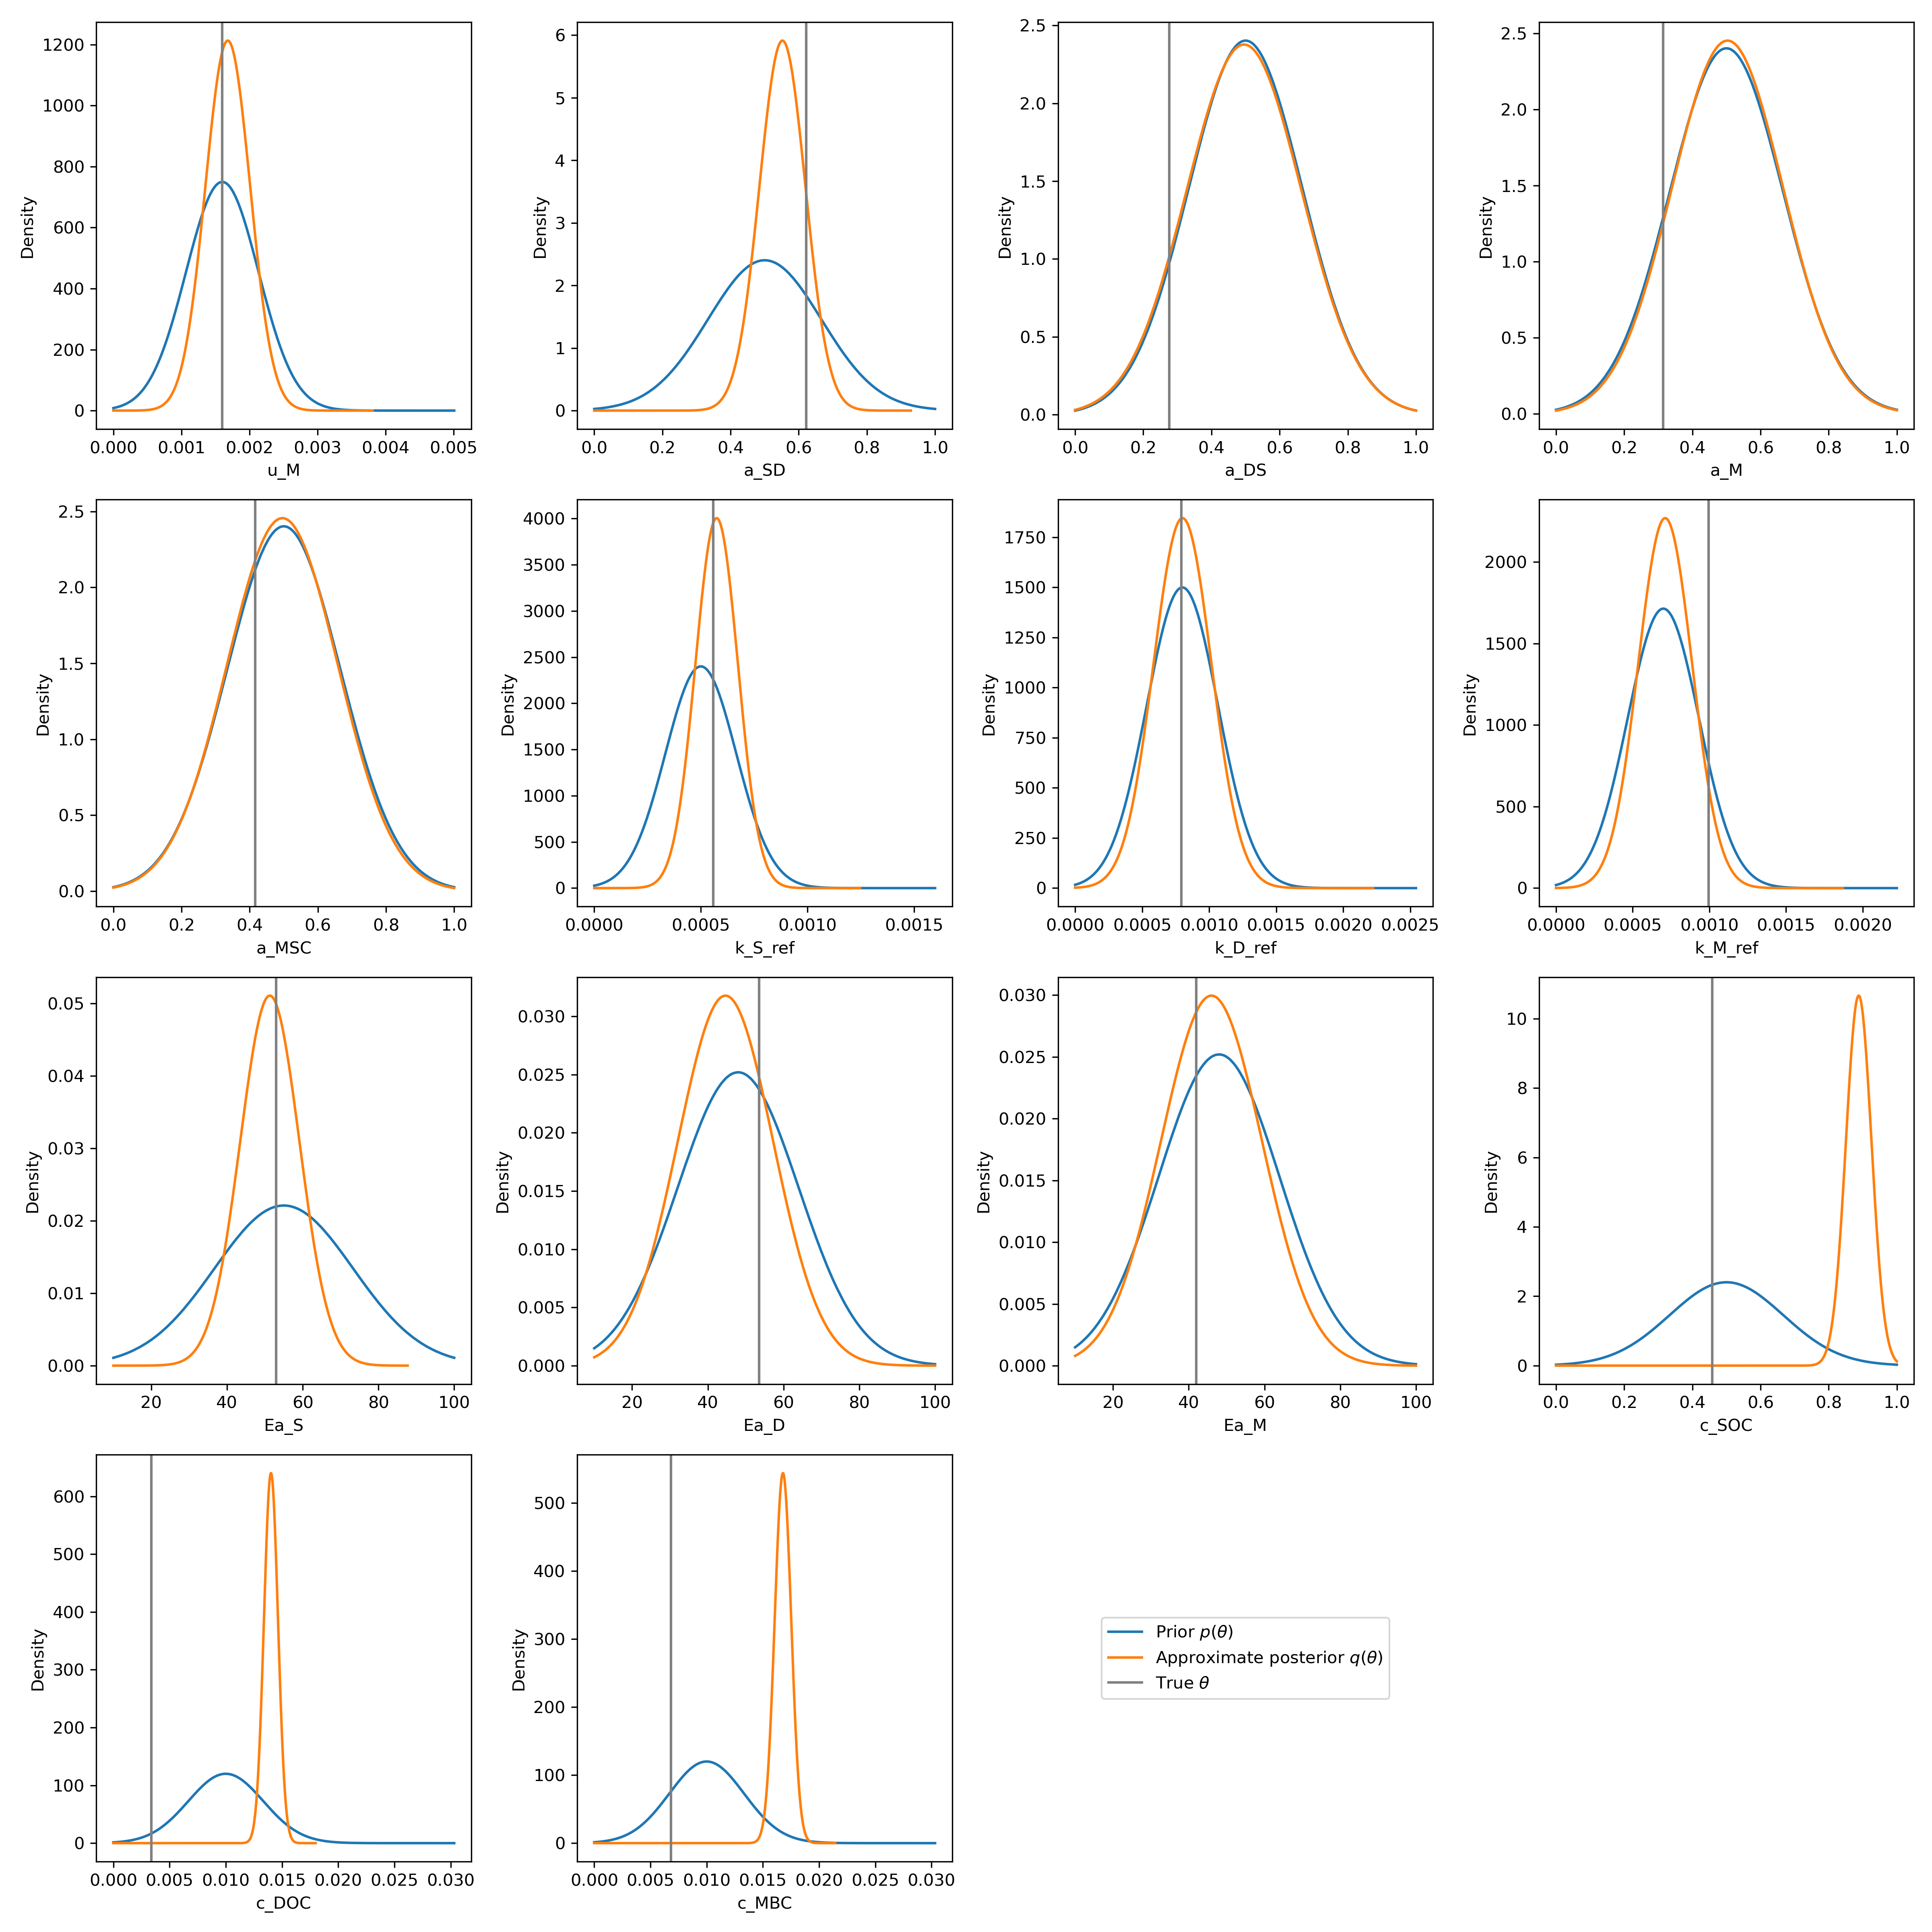 1200
1000
800
600
400
200
0
Density
0.000 0.001 0.002 0.003 0.004 0.005
u_M
6
5
4
3
2
1
0
Density
0.0 0.2 0.4 0.6 0.8 1.0
a_SD
2.5
2.0
1.5
1.0
0.5
0.0
Density
0.0 0.2 0.4 0.6 0.8 1.0
a_DS
2.5
2.0
1.5
1.0
0.5
0.0
Density
0.0 0.2 0.4 0.6 0.8 1.0
a_M
2.5
2.0
1.5
1.0
0.5
0.0
Density
0.0 0.2 0.4 0.6 0.8 1.0
a_MSC
4000
3500
3000
2500
2000
1500
1000
500
0
Density
0.0000 0.0005 0.0010 0.0015
k_S_ref
1750
1500
1250
1000
750
500
250
0
Density
0.0000 0.0005 0.0010 0.0015 0.0020 0.0025
k_D_ref
2000
1500
1000
500
0
Density
0.0000 0.0005 0.0010 0.0015 0.0020
k_M_ref
0.05
0.04
0.03
0.02
0.01
0.00
Density
20 40 60 80 100
Ea_S
0.030
0.025
0.020
0.015
0.010
0.005
0.000
Density
20 40 60 80 100
Ea_D
0.030
0.025
0.020
0.015
0.010
0.005
0.000
Density
20 40 60 80 100
Ea_M
10
8
6
4
2
0
Density
0.0 0.2 0.4 0.6 0.8 1.0
c_SOC
600
500
400
300
200
100
0
Density
0.000 0.005 0.010 0.015 0.020 0.025 0.030
c_DOC
500
400
300
200
100
0
Density
0.000 0.005 0.010 0.015 0.020 0.025 0.030
c_MBC
Prior p(θ)
Approximate posterior q(θ)
True θ